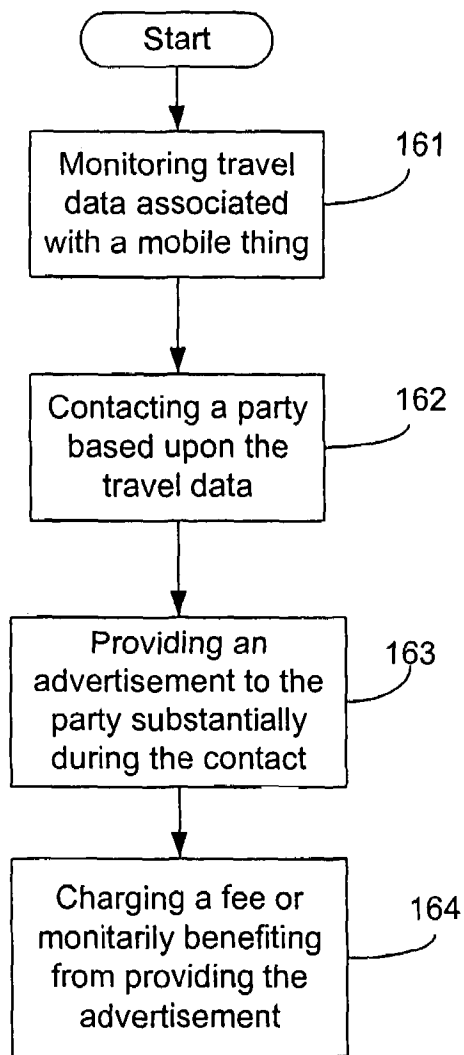 Start
Monitoring travel
data associated
with a mobile thing
161
Contacting a party
based upon the
travel data
162
Providing an
advertisement to the
party substantially
during the contact
163
Charging a fee or
monitarily benefiting
from providing the
advertisement
164